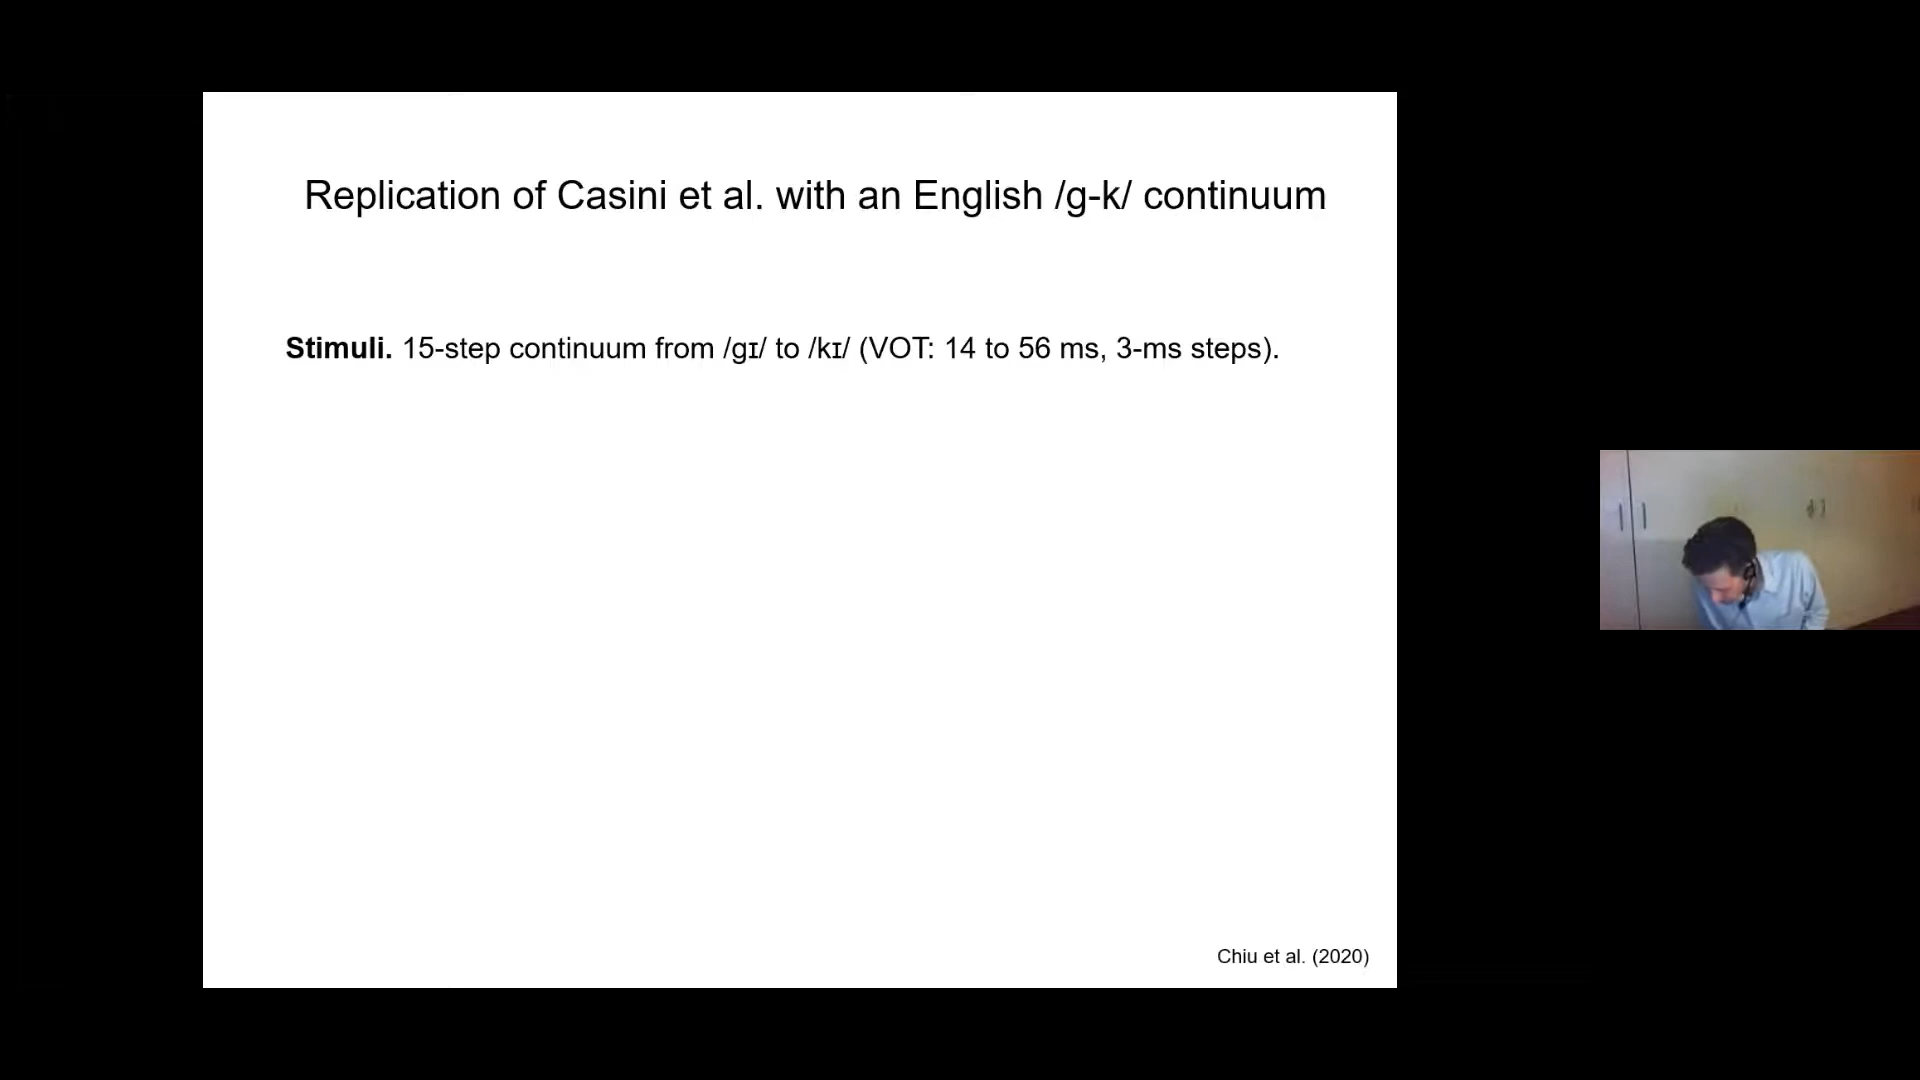 Replication of Casini et al. with an English /g-k/ continuum
Stimuli. 15-step continuum from /gɪ/ to /kɪ/ (VOT: 14 to 56 ms, 3-ms steps).
Chiu et al. (2020)